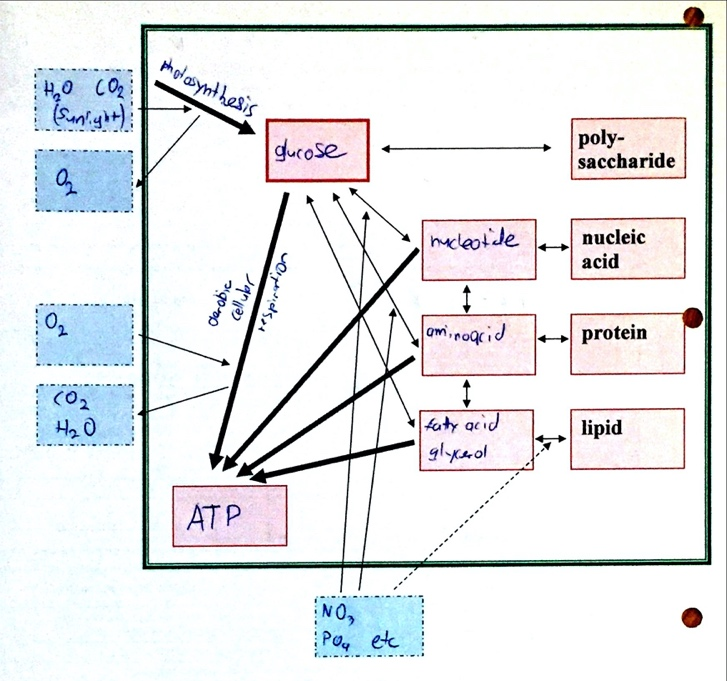 H₂O CO₂
(Sunlight)
O₂
photosynthesis
glucose
poly-
saccharide
nucleotide
nucleic
acid
aerobic
cellular
respiration
O₂
aminoacid
protein
CO₂
H₂O
fatty acid
glycerol
lipid
ATP
NO₃
PO₄ etc